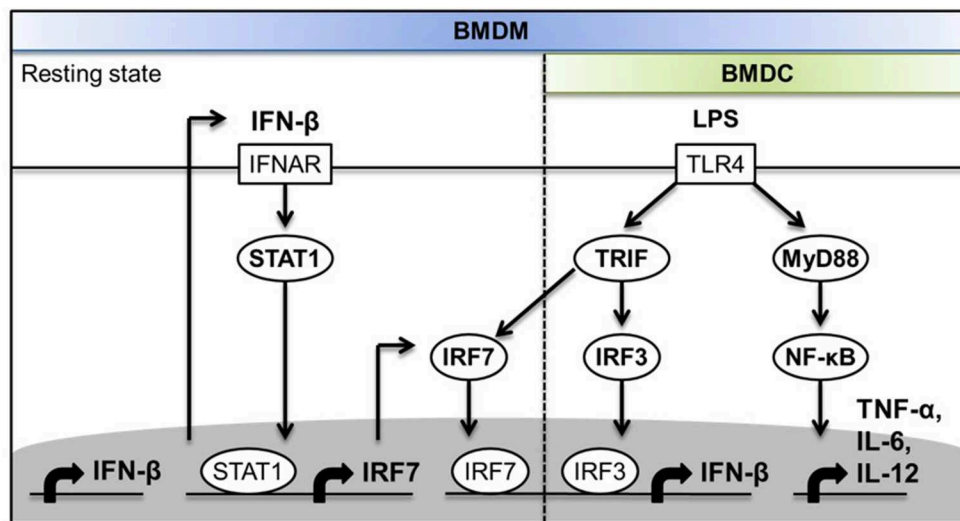 BMDM
Resting state
BMDC
IFN-β
LPS
IFNAR
TLR4
STAT1
TRIF
MyD88
IRF7
IRF3
NF-κB
TNF-α,
IL-6,
IL-12
IFN-β
STAT1
IRF7
IRF7
IRF3
IFN-β